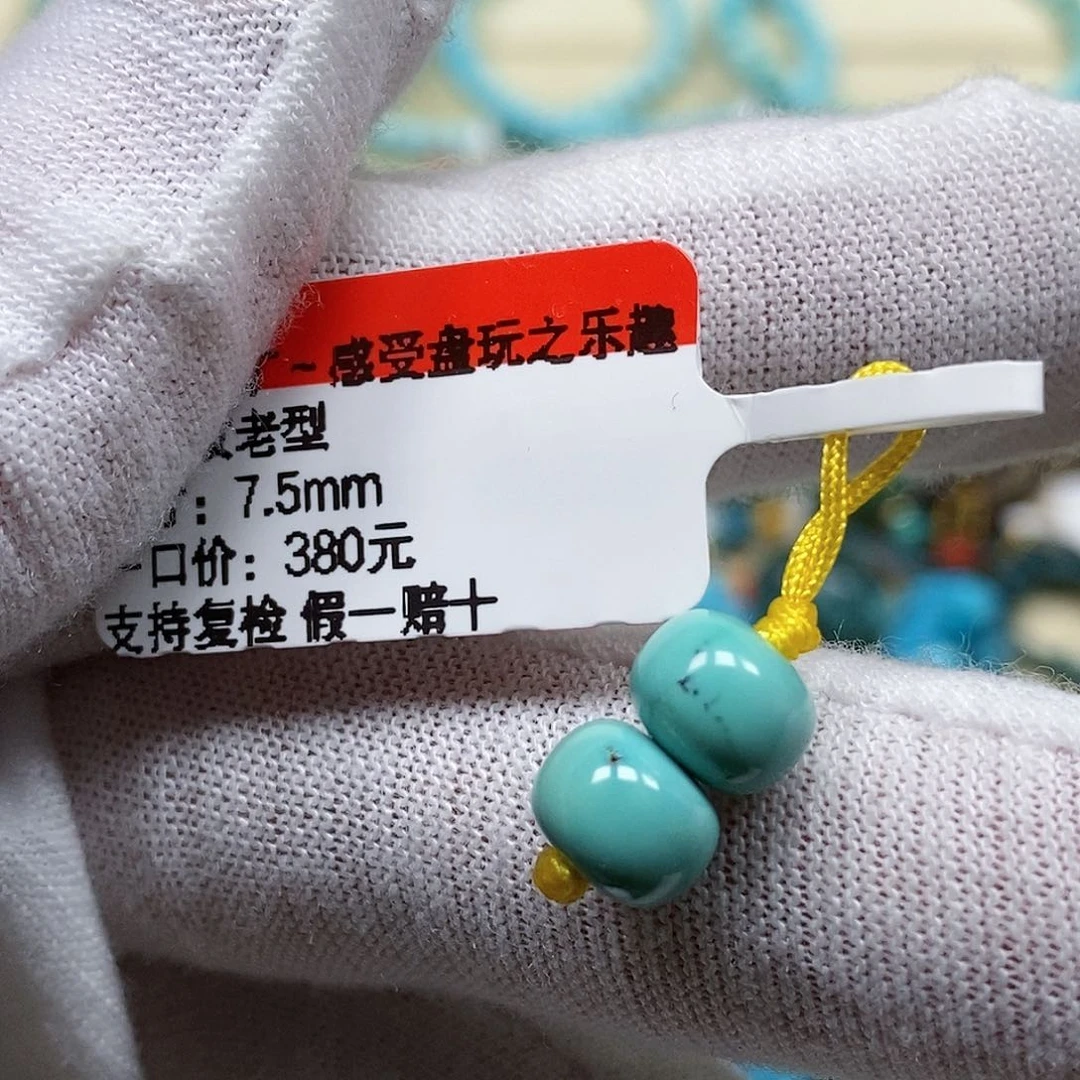 ~感受盘玩之乐趣
老型
: 7.5mm
口价: 380元
支持复检 假一赔十